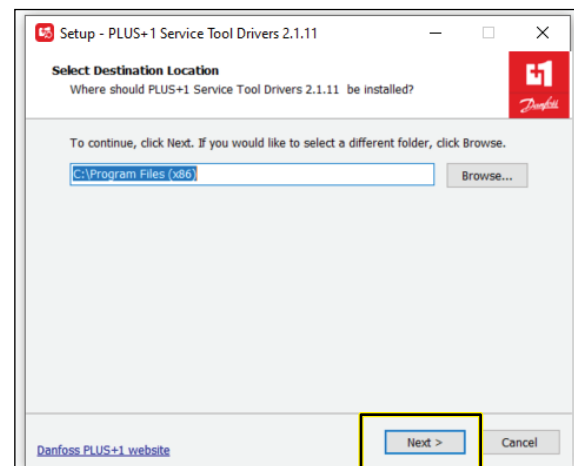 Setup - PLUS+1 Service Tool Drivers 2.1.11
Select Destination Location
Where should PLUS+1 Service Tool Drivers 2.1.11 be installed?
Danfoss
To continue, click Next. If you would like to select a different folder, click Browse.
C:\Program Files (x86)
Browse...
Danfoss PLUS+1 website
Next >
Cancel